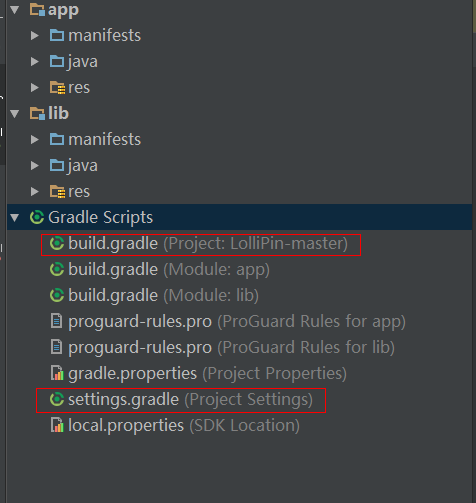 app
manifests
java
res
lib
manifests
java
res
Gradle Scripts
build.gradle (Project: LolliPin-master)
build.gradle (Module: app)
build.gradle (Module: lib)
proguard-rules.pro (ProGuard Rules for app)
proguard-rules.pro (ProGuard Rules for lib)
gradle.properties (Project Properties)
settings.gradle (Project Settings)
local.properties (SDK Location)